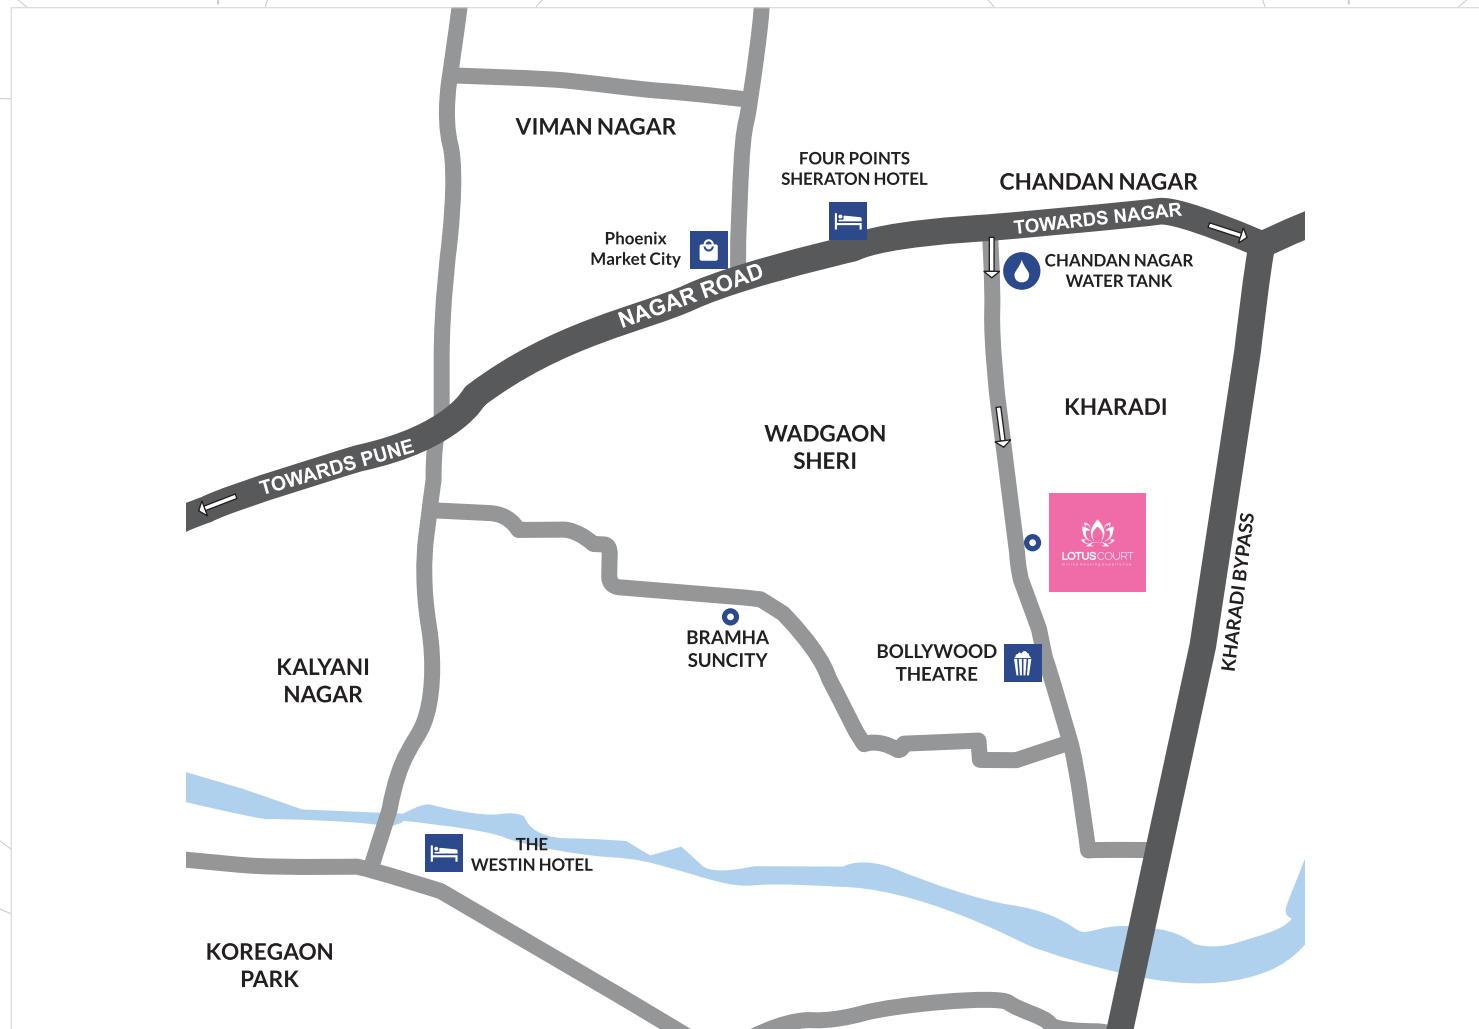 VIMAN NAGAR
FOUR POINTS
SHERATON HOTEL
CHANDAN NAGAR
TOWARDS NAGAR
Phoenix
Market City
CHANDAN NAGAR
WATER TANK
NAGAR ROAD
KHARADI
WADGAON
SHERI
TOWARDS PUNE
LOTUSCOURT
KHARADI BYPASS
BRAMHA
SUNCITY
BOLLYWOOD
THEATRE
KALYANI
NAGAR
THE
WESTIN HOTEL
KOREGAON
PARK